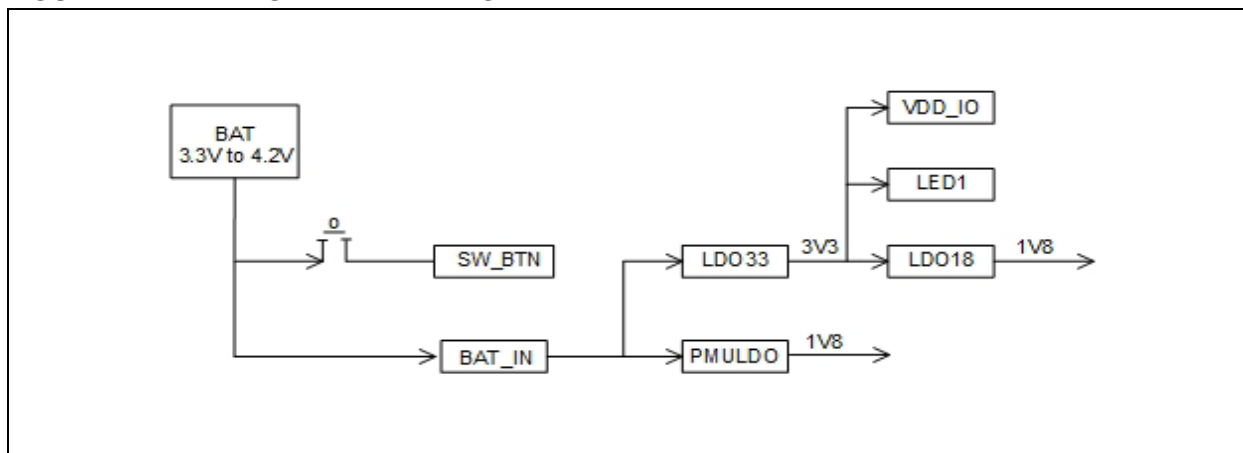 BAT
3.3V to 4.2V
VDD_IO
LED1
SW_BTN
LDO33
3V3
LDO18
1V8
BAT_IN
PMULDO
1V8